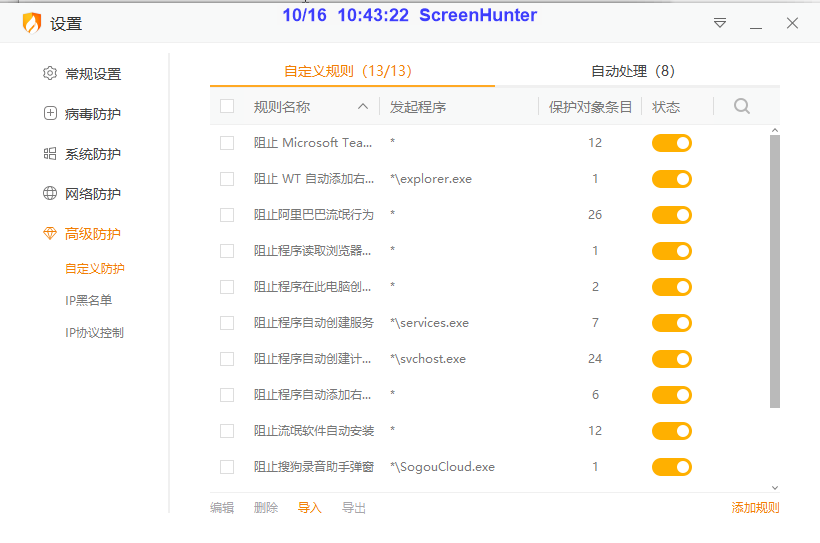 10/16 10:43:22 ScreenHunter
设置
常规设置
病毒防护
系统防护
网络防护
高级防护
自定义防护
IP黑名单
IP协议控制
自定义规则（13/13） 自动处理（8）
规则名称 发起程序 保护对象条目 状态
阻止 Microsoft Tea... * 12
阻止 WT 自动添加右... *\explorer.exe 1
阻止阿里巴巴流氓行为 * 26
阻止程序读取浏览器... * 1
阻止程序在此电脑创... * 2
阻止程序自动创建服务 *\services.exe 7
阻止程序自动创建计... *\svchost.exe 24
阻止程序自动添加右... * 6
阻止流氓软件自动安装 * 12
阻止搜狗录音助手弹窗 *\SogouCloud.exe 1
编辑 删除 导入 导出 添加规则